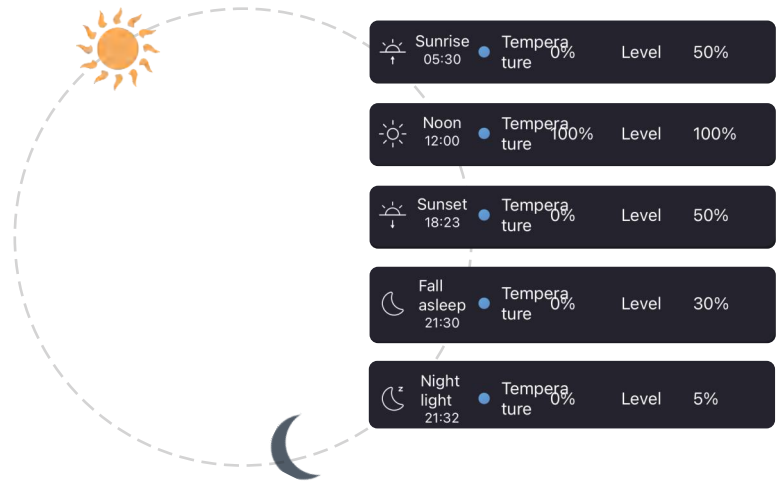 Sunrise
05:30
Tempera
ture
0%
Level
50%
Noon
12:00
Tempera
ture
100%
Level
100%
Sunset
18:23
Tempera
ture
0%
Level
50%
Fall
asleep
21:30
Tempera
ture
0%
Level
30%
Night
light
21:32
Tempera
ture
0%
Level
5%